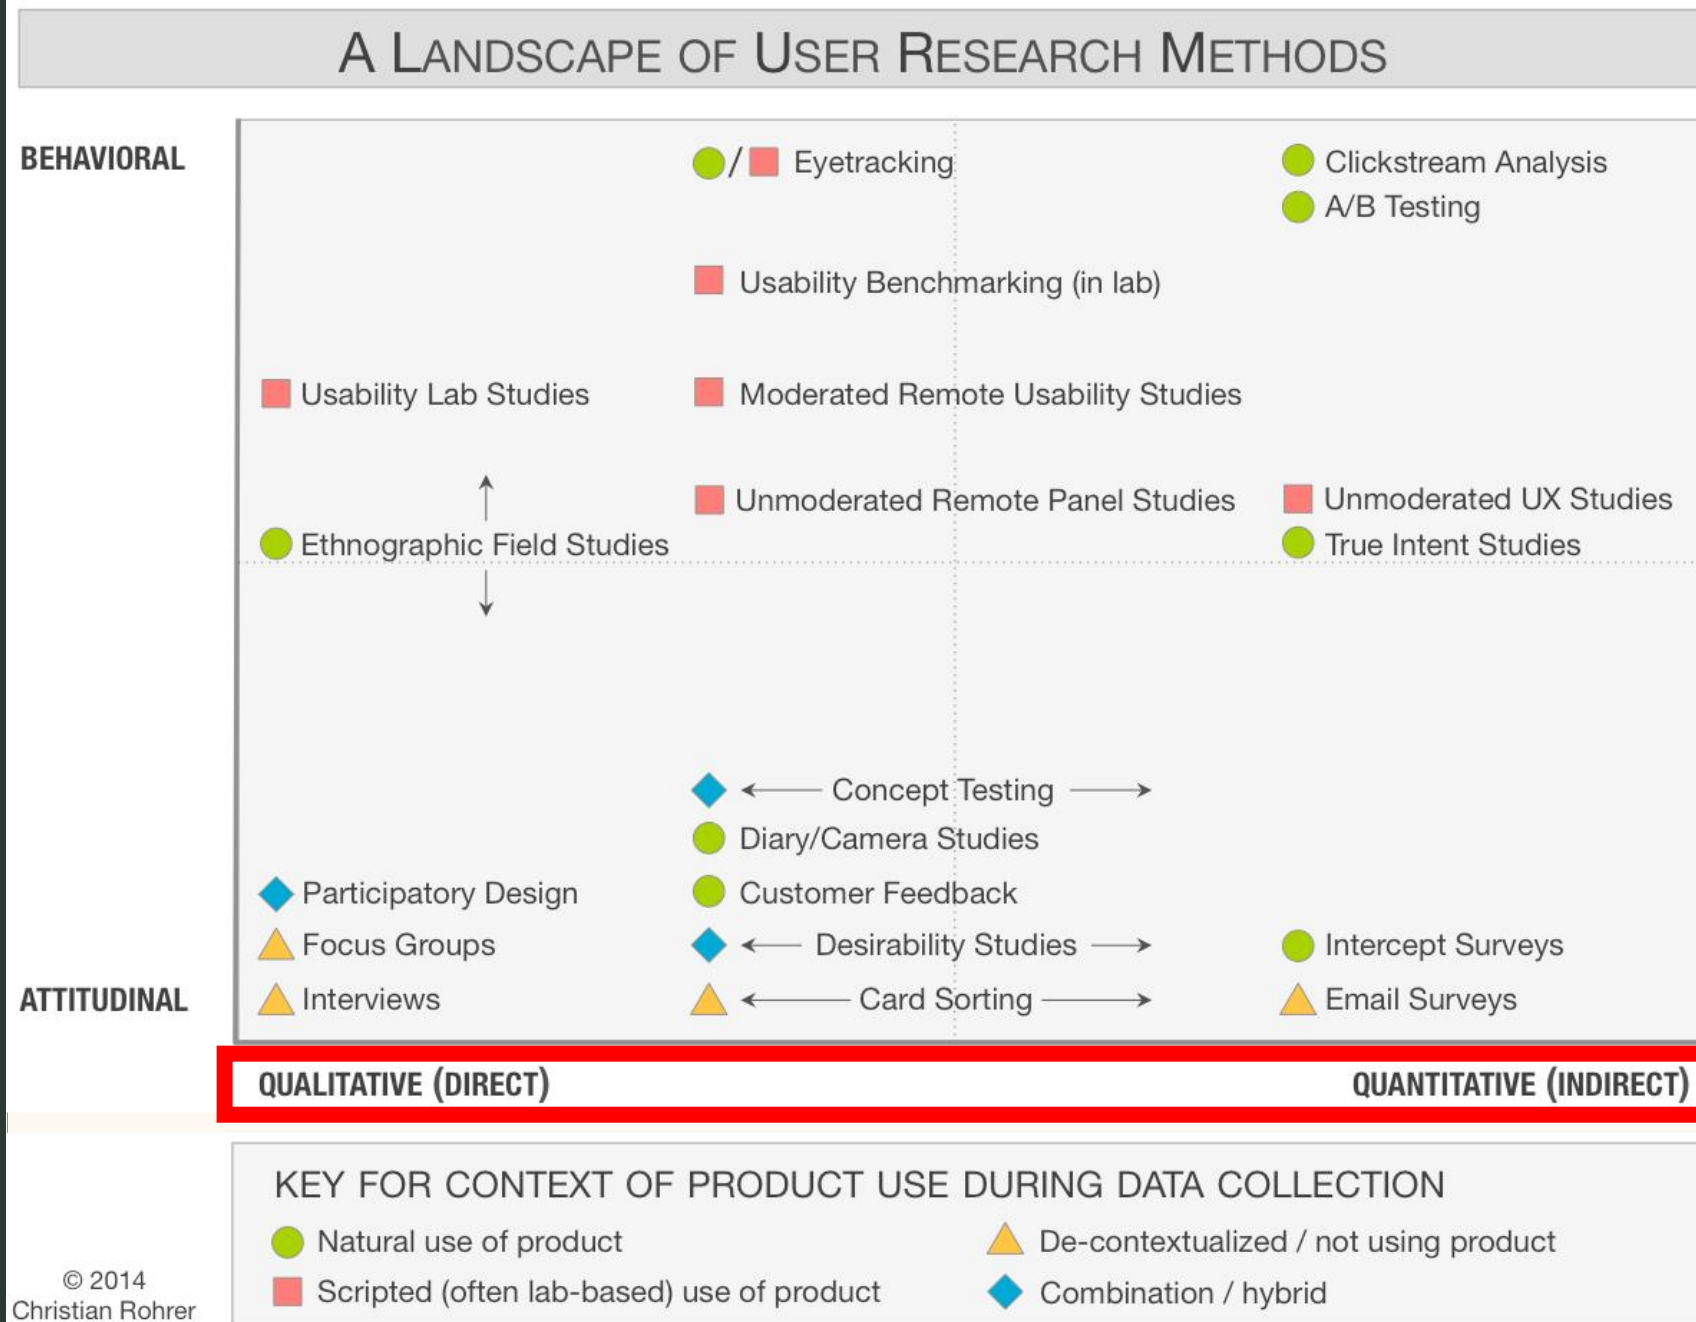 A LANDSCAPE OF USER RESEARCH METHODS
BEHAVIORAL
/ Eyetracking
Clickstream Analysis
A/B Testing
Usability Benchmarking (in lab)
Usability Lab Studies
Moderated Remote Usability Studies
Unmoderated Remote Panel Studies
Unmoderated UX Studies
Ethnographic Field Studies
True Intent Studies
Concept Testing
Diary/Camera Studies
Participatory Design
Customer Feedback
Focus Groups
Desirability Studies
Intercept Surveys
ATTITUDINAL
Interviews
Card Sorting
Email Surveys
QUALITATIVE (DIRECT)
QUANTITATIVE (INDIRECT)
KEY FOR CONTEXT OF PRODUCT USE DURING DATA COLLECTION
Natural use of product
De-contextualized / not using product
Scripted (often lab-based) use of product
Combination / hybrid
© 2014
Christian Rohrer